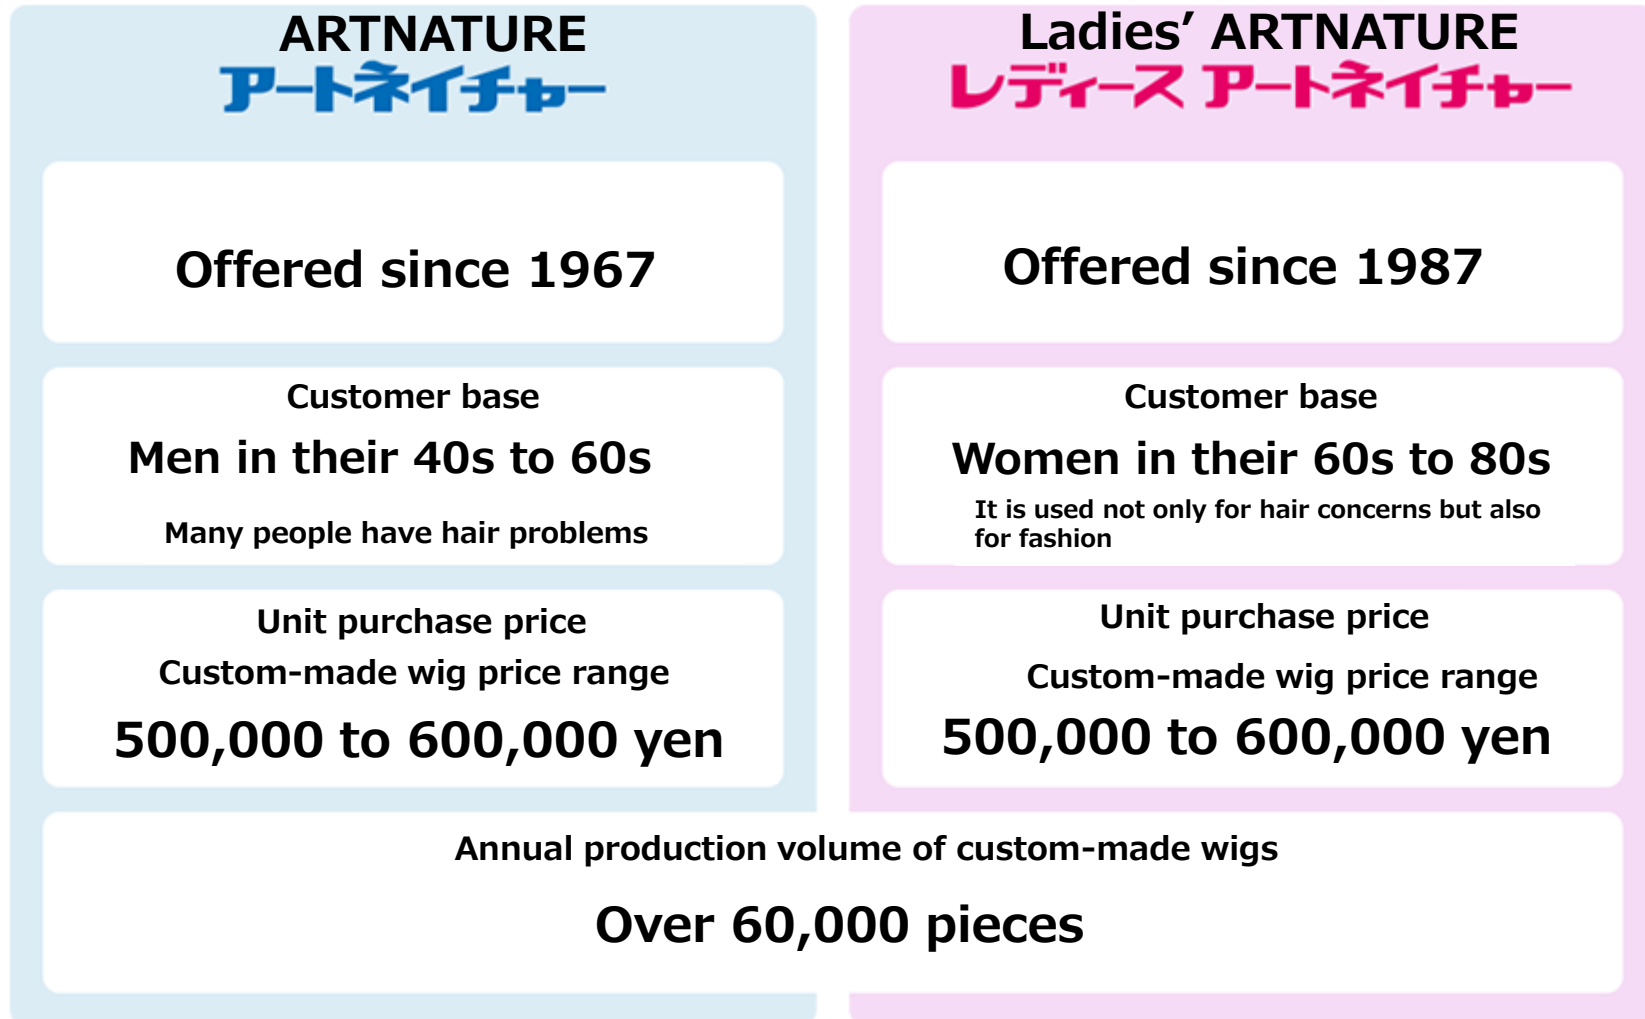 ARTNATURE
アートネイチャー
Offered since 1967
Customer base
Men in their 40s to 60s
Many people have hair problems
Unit purchase price
Custom-made wig price range
500,000 to 600,000 yen
Ladies’ ARTNATURE
レディース アートネイチャー
Offered since 1987
Customer base
Women in their 60s to 80s
It is used not only for hair concerns but also
for fashion
Unit purchase price
Custom-made wig price range
500,000 to 600,000 yen
Annual production volume of custom-made wigs
Over 60,000 pieces